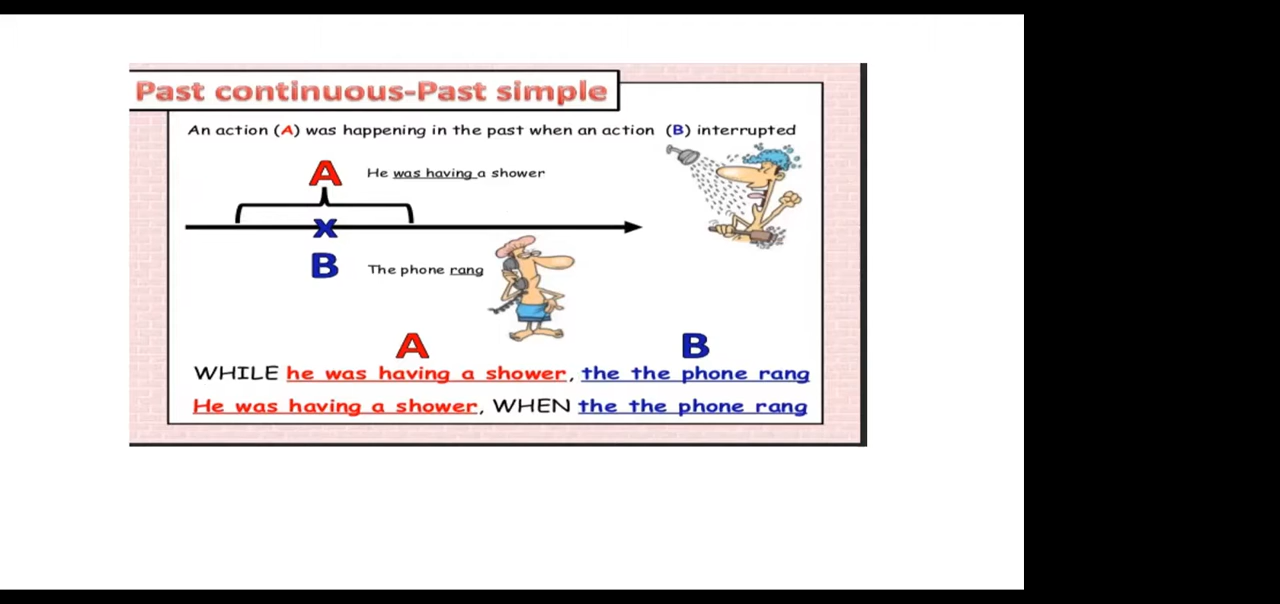 Past continuous-Past simple
An action (A) was happening in the past when an action (B) interrupted
A He was having a shower
x
B The phone rang
A B
WHILE he was having a shower, the the phone rang
He was having a shower, WHEN the the phone rang